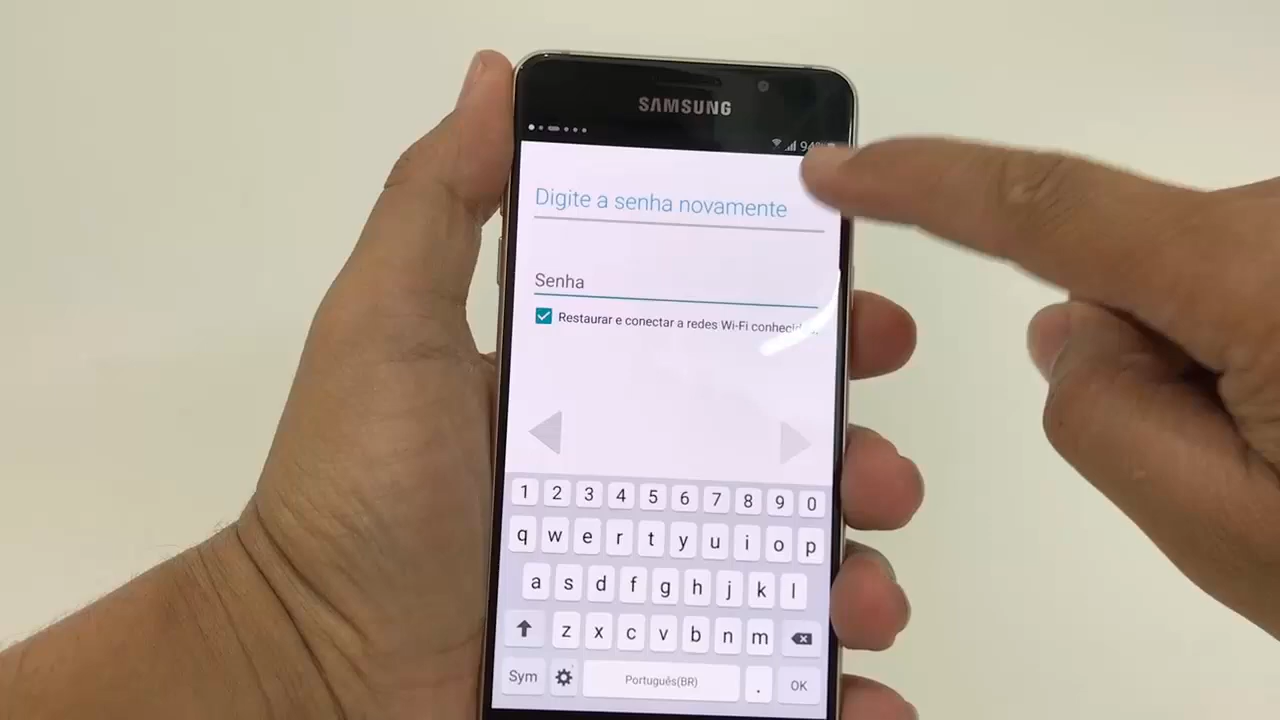 SAMSUNG
94%
Digite a senha novamente
Senha
Restaurar e conectar a redes Wi-Fi
1 2 3 4 5 6 7 8 9 0
q w e r t y u i o p
a s d f g h j k l
z x c v b n m
Sym Português(BR) . OK